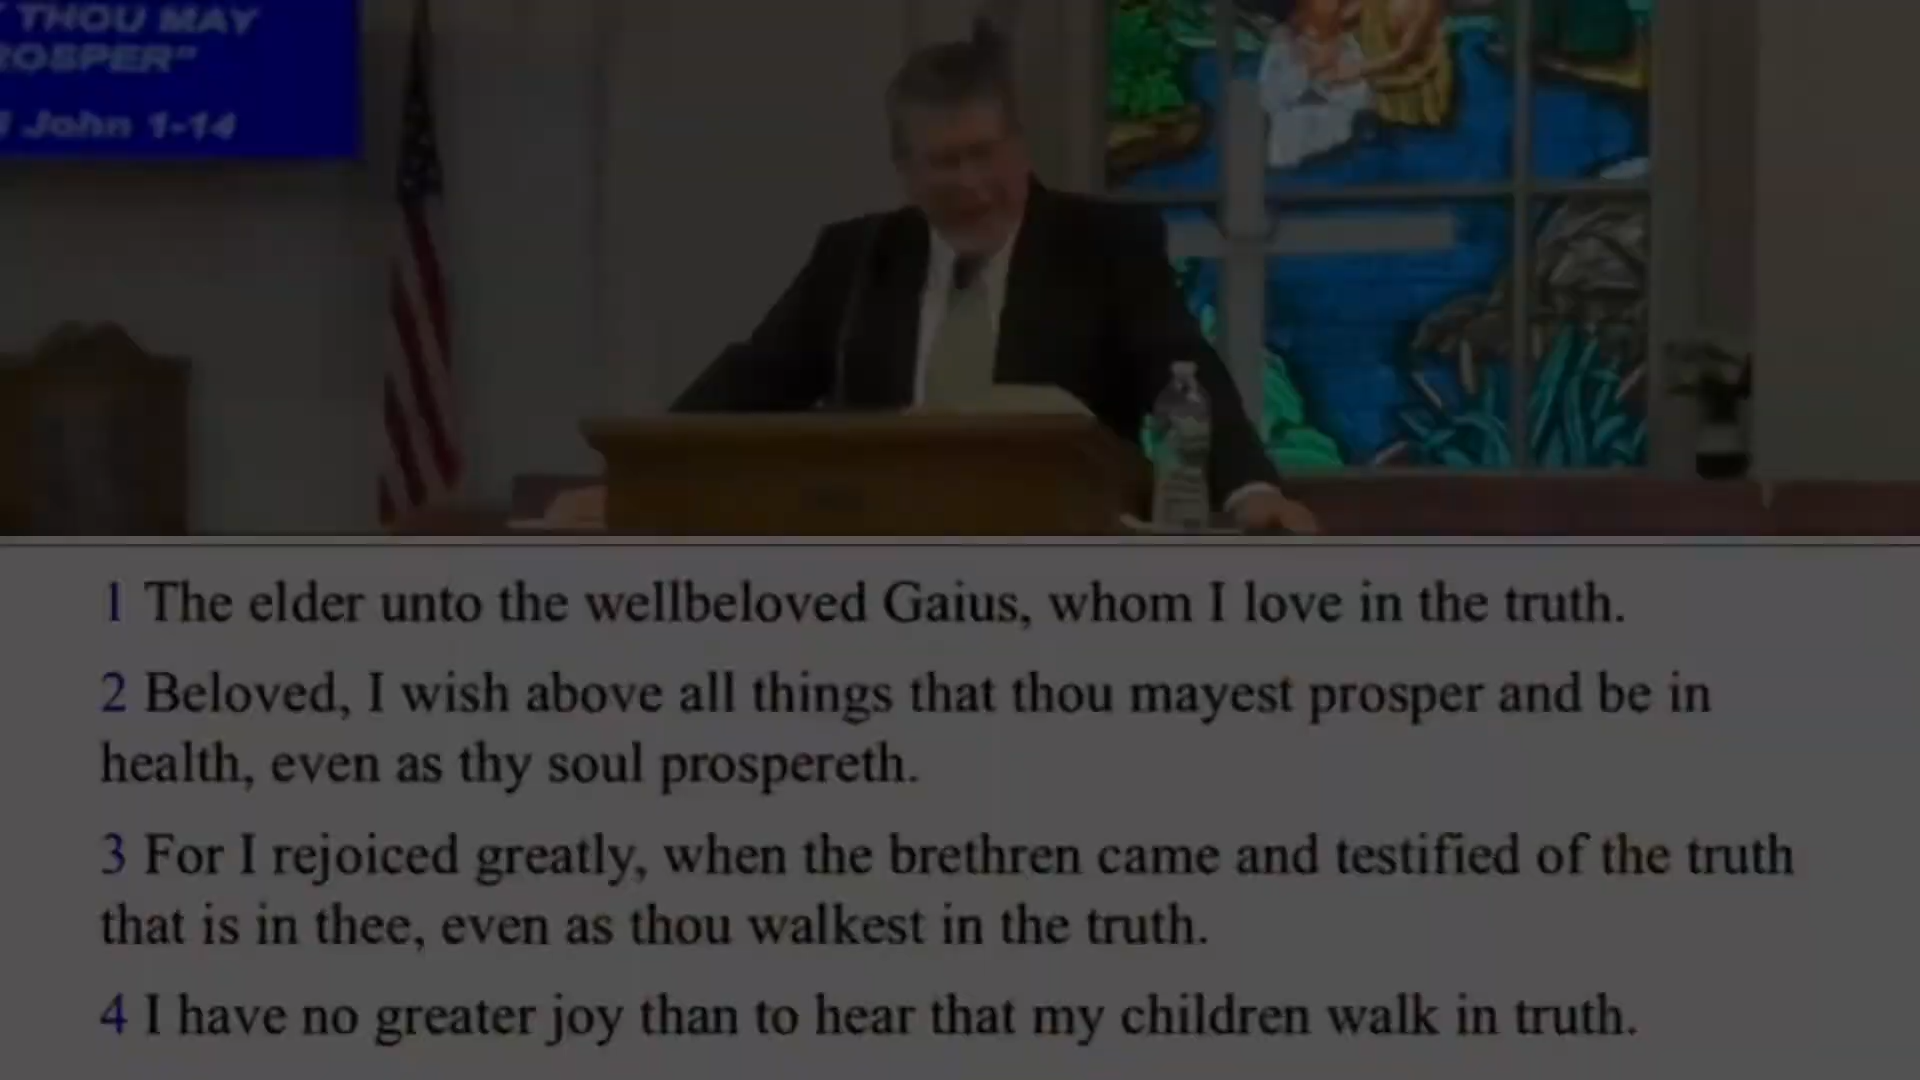 THOU MAY
ROSPER"
John 1-14
1 The elder unto the wellbeloved Gaius, whom I love in the truth.
2 Beloved, I wish above all things that thou mayest prosper and be in
health, even as thy soul prospereth.
3 For I rejoiced greatly, when the brethren came and testified of the truth
that is in thee, even as thou walkest in the truth.
4 I have no greater joy than to hear that my children walk in truth.